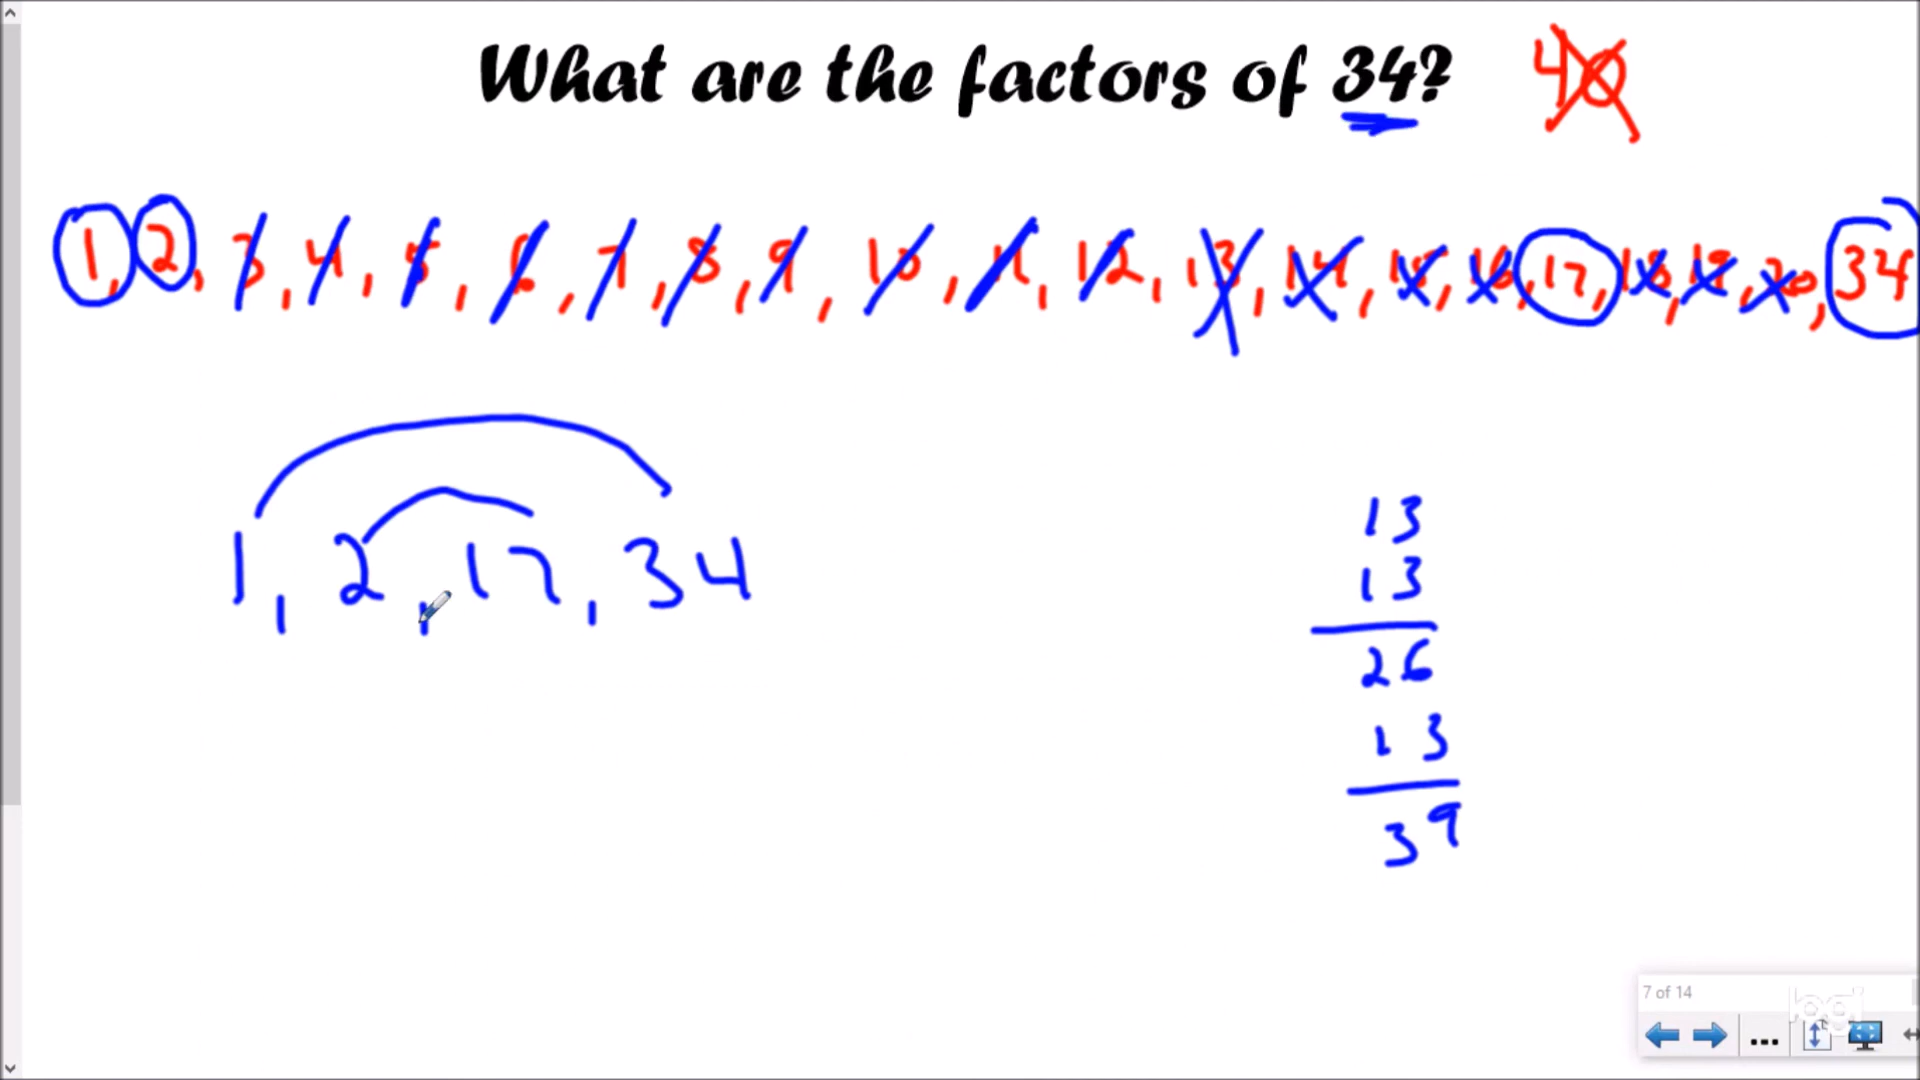 What are the factors of 34? 40
1, 2, 3, 4, 5, 6, 7, 8, 9, 10, 11, 12, 13, 14, 15, 16, 17, 18, 19, 20, 34
1, 2, 17, 34
13
13
26
13
39
7 of 14
logi
...